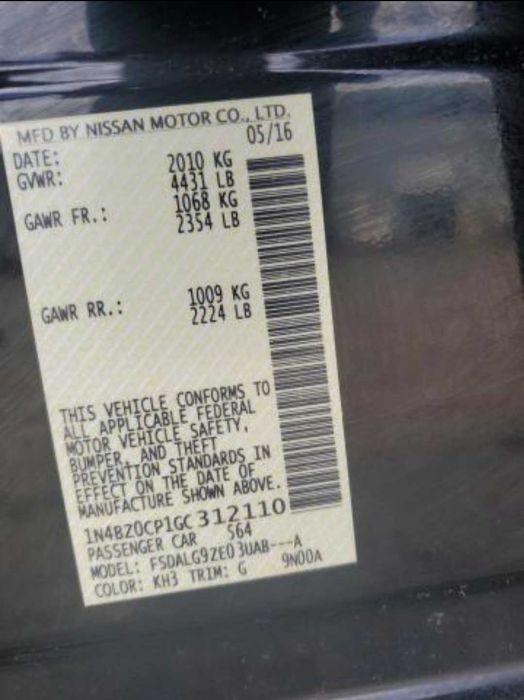 MFD BY NISSAN MOTOR CO., LTD.
DATE: 05/16
GVWR: 2010 KG
4431 LB
GAWR FR.: 1068 KG
2354 LB
GAWR RR.: 1009 KG
2224 LB
THIS VEHICLE CONFORMS TO
ALL APPLICABLE FEDERAL
MOTOR VEHICLE SAFETY,
BUMPER, AND THEFT
PREVENTION STANDARDS IN
EFFECT ON THE DATE OF
MANUFACTURE SHOWN ABOVE.
1N4BZ0CP1GC312110
PASSENGER CAR 564
MODEL: FSDALG9ZE03UAB---A
COLOR: KH3 TRIM: G 9N00A